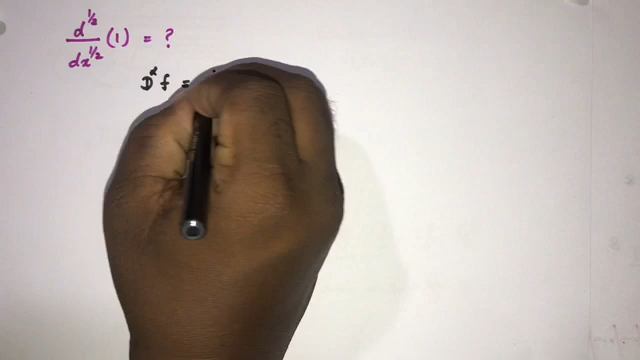 d^{1/2}/dx^{1/2} (1) = ?
D^α f =